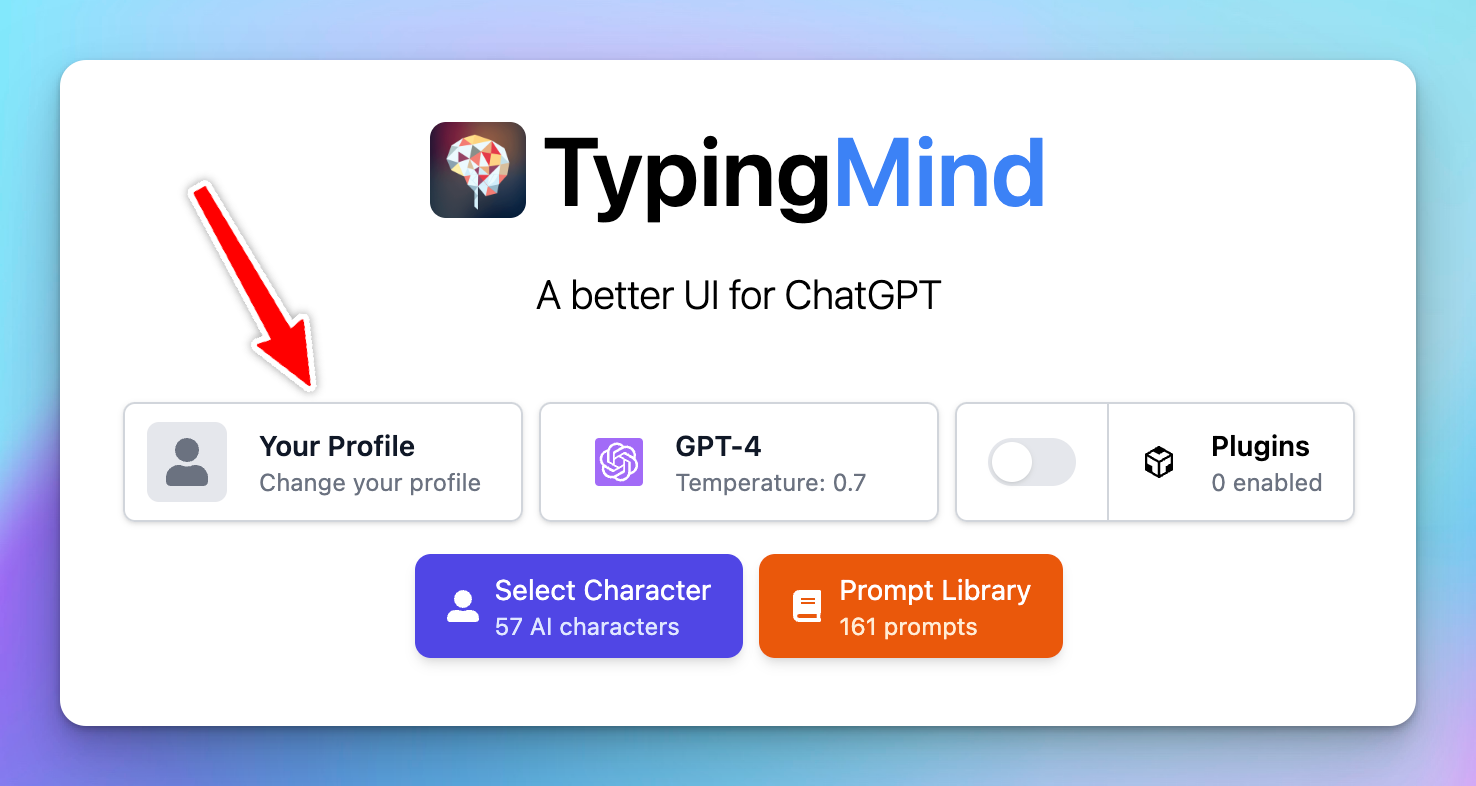 TypingMind
A better UI for ChatGPT
Your Profile
Change your profile
GPT-4
Temperature: 0.7
Plugins
0 enabled
Select Character
57 AI characters
Prompt Library
161 prompts